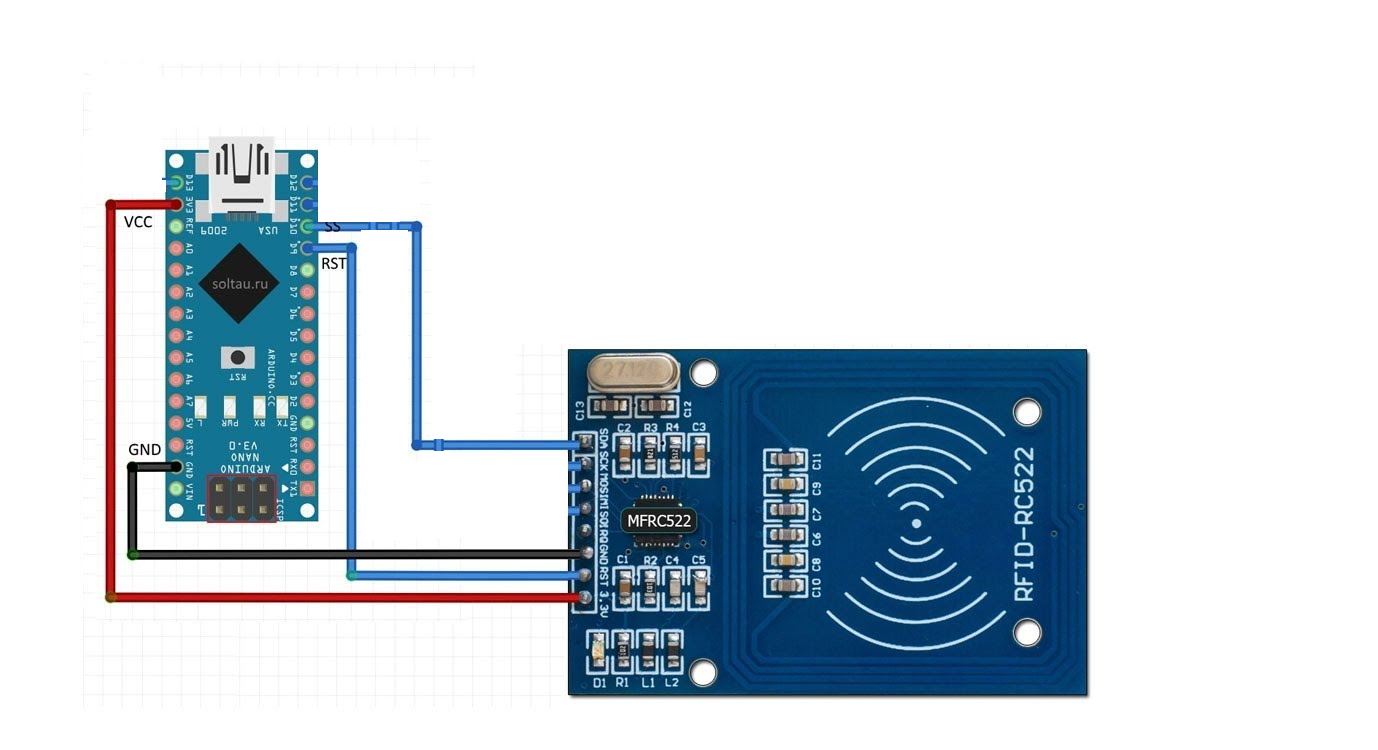 VCC
GND
SS
RST
D13
3V3
REF
A0
A1
A2
A3
A4
A5
A6
A7
5V
RST
GND
VIN
D12
D11
D10
D9
D8
D7
D6
D5
D4
D3
D2
GND
RST
RX0
TX1
2009
USA
soltau.ru
RST
ARDUINO.CC
L
PWR
RX
TX
ARDUINO
NANO
V3.0
1
ICSP
27.12
C13
C12
C2
R3
R4
C3
SDA
SCK
MOSI
GND
RST
3.3V
MFRC522
C1
R2
C4
C5
D1
R1
L1
L2
C11
C9
C7
C6
C8
C10
RFID-RC522